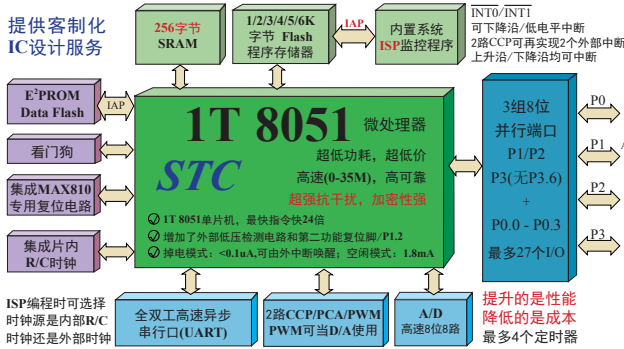 提供客制化
IC设计服务
256字节
SRAM
1/2/3/4/5/6K
字节 Flash
程序存储器
IAP
内置系统
ISP监控程序
INT0/INT1
可下降沿/低电平中断
2路CCP可再实现2个外部中断
上升沿/下降沿均可中断
E²PROM
Data Flash
IAP
看门狗
集成MAX810
专用复位电路
集成片内
R/C时钟
1T 8051 微处理器
STC
超低功耗，超低价
高速(0-35M)，高可靠
超强抗干扰，加密性强
1T 8051单片机，最快指令快24倍
增加了外部低压检测电路和第二功能复位脚/P1.2
掉电模式：<0.1uA,可由外中断唤醒；空闲模式：1.8mA
3组8位
并行端口
P1/P2
P3(无P3.6)
+
P0.0 - P0.3
最多27个I/O
P0
P1
P2
P3
ISP编程时可选择
时钟源是内部R/C
时钟还是外部时钟
全双工高速异步
串行口(UART)
2路CCP/PCA/PWM
PWM可当D/A使用
A/D
高速8位8路
提升的是性能
降低的是成本
最多4个定时器